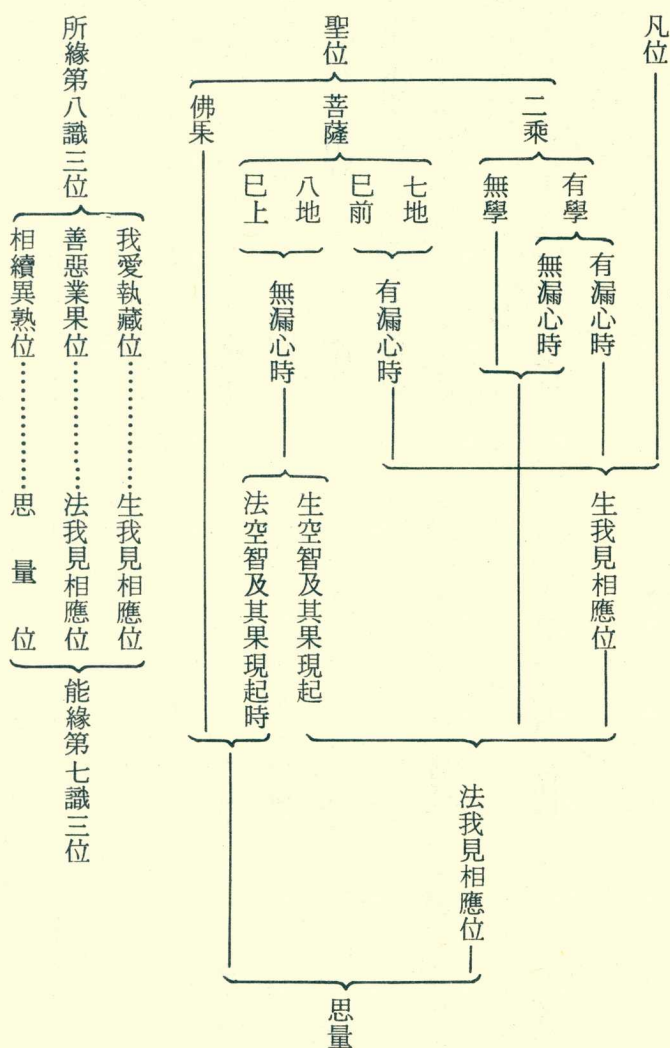 凡位
聖位
二乘
有學
有漏心時
無漏心時
無學
菩薩
七地
已前
有漏心時
八地
已上
無漏心時
佛果
生我見相應位
生空智及其果現起
法空智及其果現起時
法我見相應位
思量
所緣第八識三位
我愛執藏位………………生我見相應位
善惡業果位………………法我見相應位
相續異熟位………………思量位
能緣第七識三位